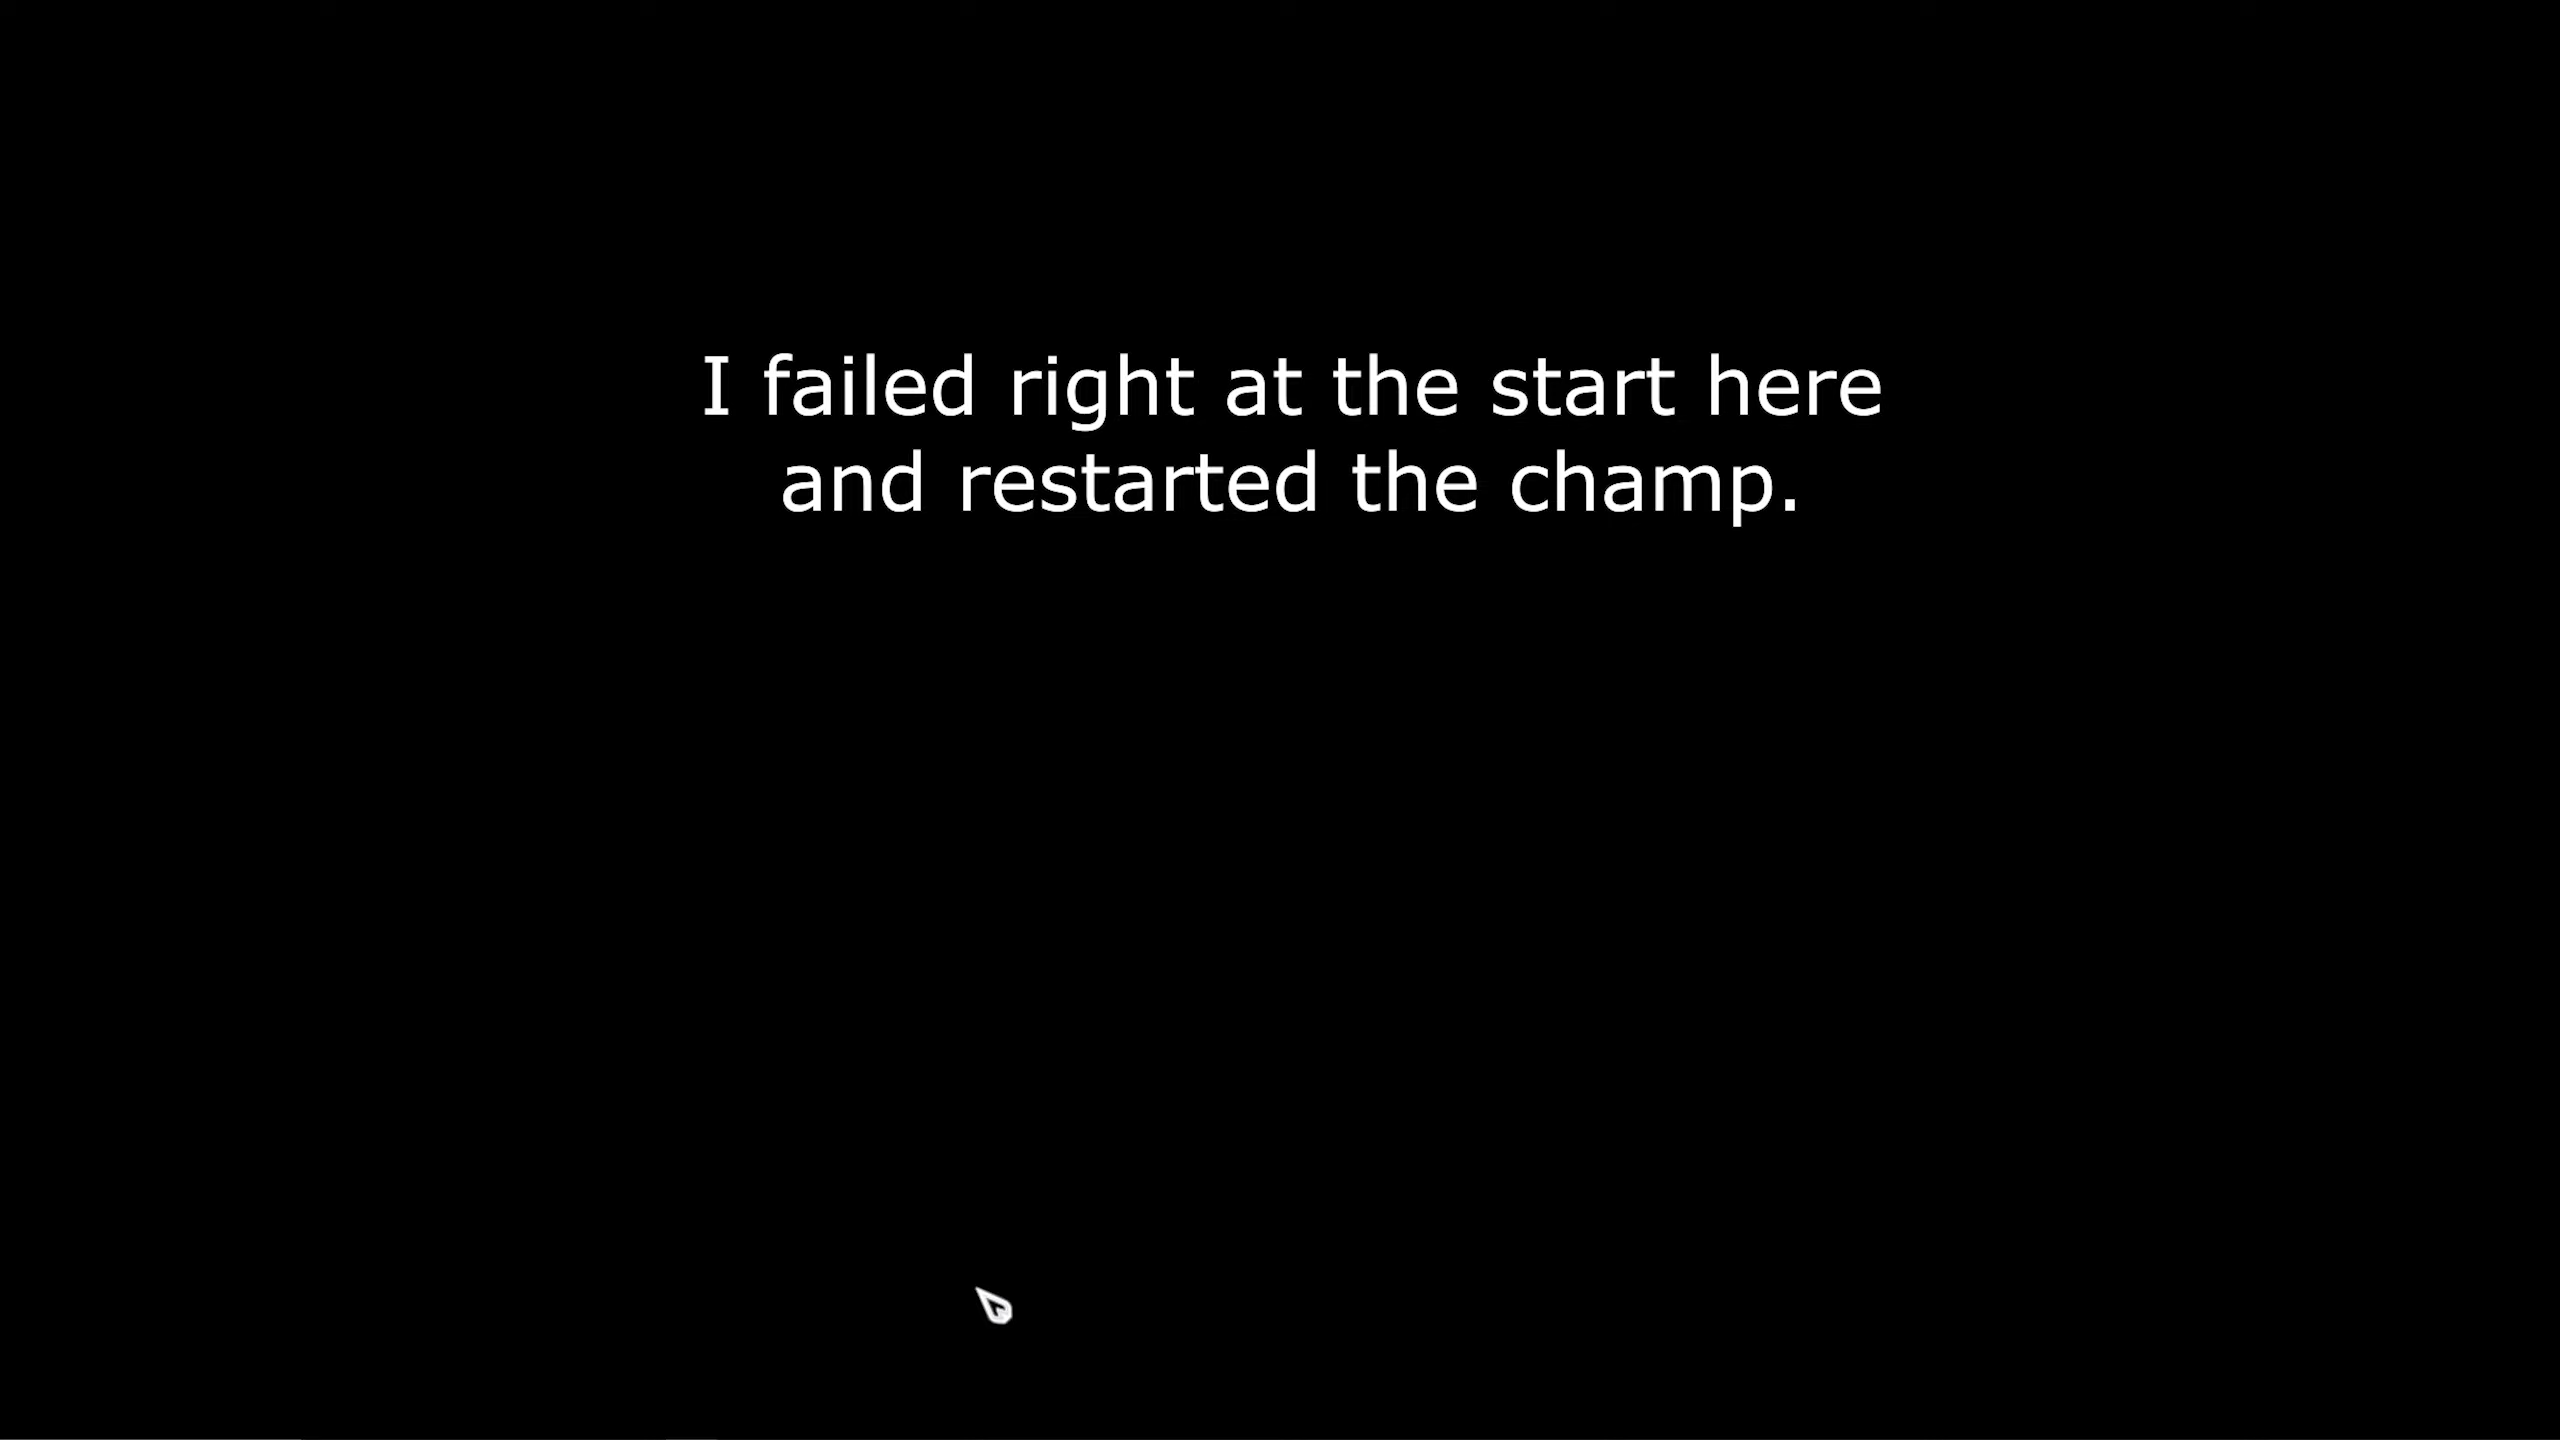 I failed right at the start here
and restarted the champ.